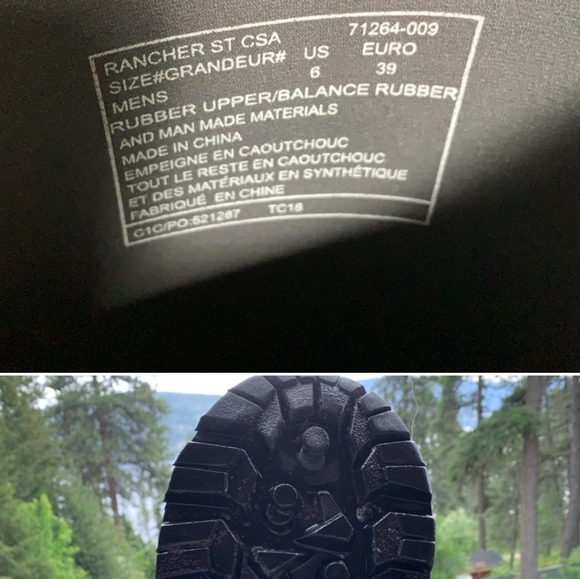 RANCHER ST CSA 71264-009
SIZE#GRANDEUR# US EURO
MENS 6 39
RUBBER UPPER/BALANCE RUBBER
AND MAN MADE MATERIALS
MADE IN CHINA
EMPEIGNE EN CAOUTCHOUC
TOUT LE RESTE EN CAOUTCHOUC
ET DES MATÉRIAUX EN SYNTHÉTIQUE
FABRIQUÉ EN CHINE
C1C/PO:521287 TC18